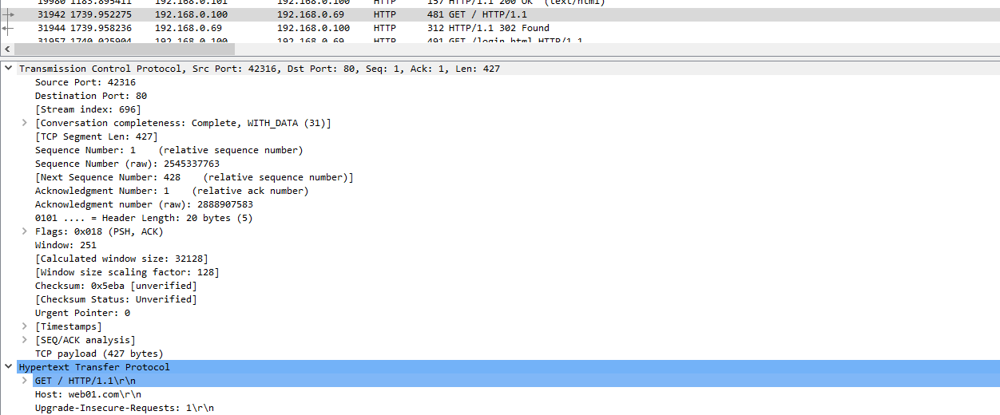 19980 1183.895411 192.168.0.101 192.168.0.100 HTTP 157 HTTP/1.1 200 OK (text/html)
31942 1739.952275 192.168.0.100 192.168.0.69 HTTP 481 GET / HTTP/1.1
31944 1739.958236 192.168.0.69 192.168.0.100 HTTP 312 HTTP/1.1 302 Found
31957 1740.025904 192.168.0.100 192.168.0.69 HTTP 491 GET /login.html HTTP/1.1
Transmission Control Protocol, Src Port: 42316, Dst Port: 80, Seq: 1, Ack: 1, Len: 427
Source Port: 42316
Destination Port: 80
[Stream index: 696]
[Conversation completeness: Complete, WITH_DATA (31)]
[TCP Segment Len: 427]
Sequence Number: 1 (relative sequence number)
Sequence Number (raw): 2545337763
[Next Sequence Number: 428 (relative sequence number)]
Acknowledgment Number: 1 (relative ack number)
Acknowledgment number (raw): 2888907583
0101 .... = Header Length: 20 bytes (5)
Flags: 0x018 (PSH, ACK)
Window: 251
[Calculated window size: 32128]
[Window size scaling factor: 128]
Checksum: 0x5eba [unverified]
[Checksum Status: Unverified]
Urgent Pointer: 0
[Timestamps]
[SEQ/ACK analysis]
TCP payload (427 bytes)
Hypertext Transfer Protocol
GET / HTTP/1.1\r\n
Host: web01.com\r\n
Upgrade-Insecure-Requests: 1\r\n